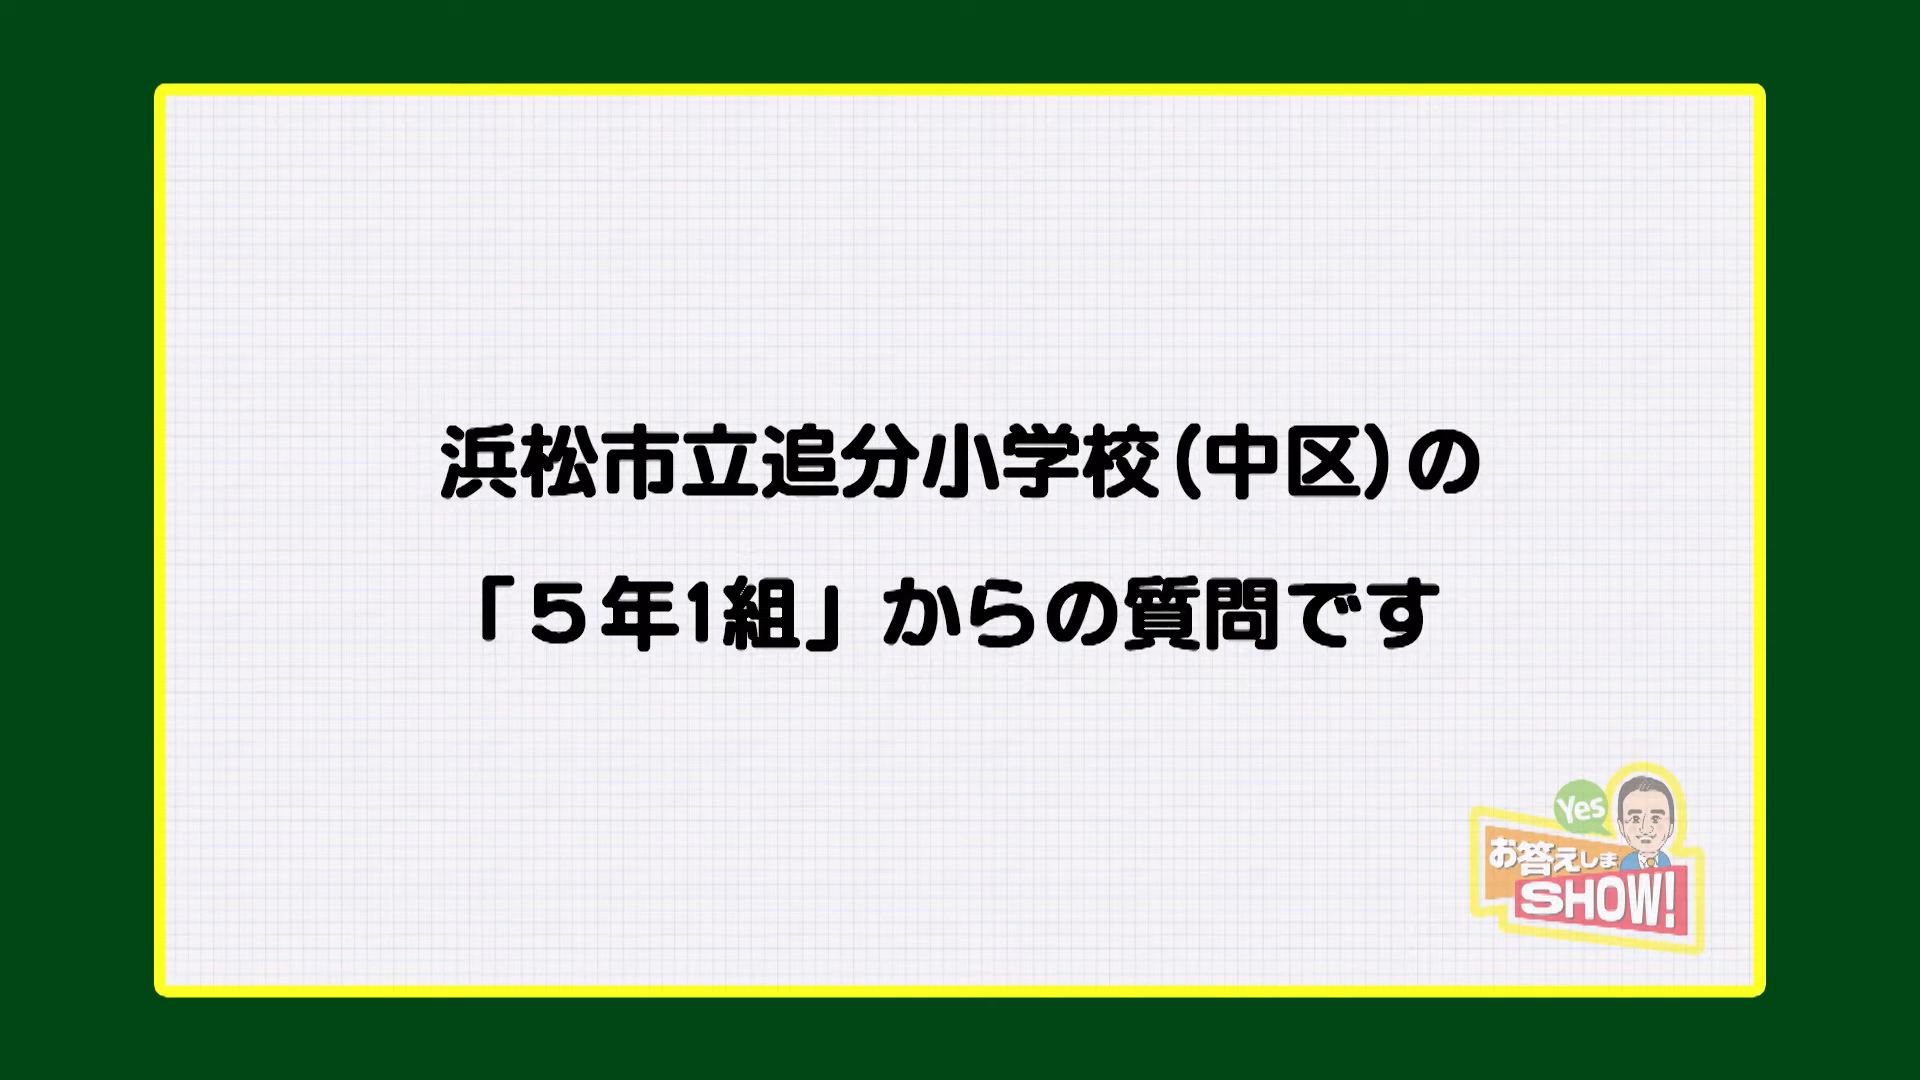 浜松市立追分小学校(中区)の
「５年1組」からの質問です
Yes
お答えしま
SHOW!